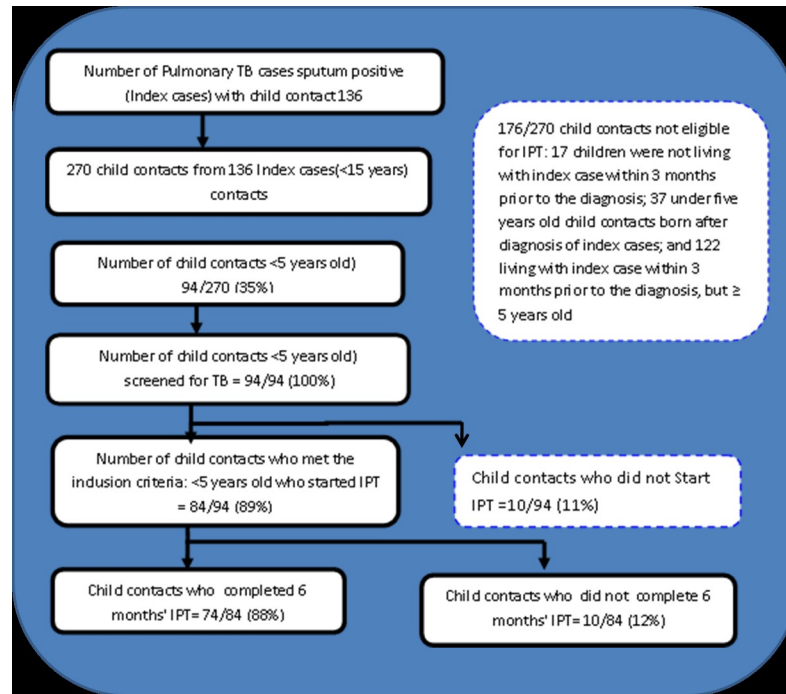 Number of Pulmonary TB cases sputum positive
(Index cases) with child contact 136
270 child contacts from 136 Index cases(<15 years)
contacts
Number of child contacts <5 years old)
94/270 (35%)
Number of child contacts <5 years old)
screened for TB = 94/94 (100%)
Number of child contacts who met the
inclusion criteria: <5 years old who started IPT
= 84/94 (89%)
Child contacts who completed 6
months' IPT= 74/84 (88%)
176/270 child contacts not eligible
for IPT: 17 children were not living
with index case within 3 months
prior to the diagnosis; 37 under five
years old child contacts born after
diagnosis of index cases; and 122
living with index case within 3
months prior to the diagnosis, but ≥
5 years old
Child contacts who did not Start
IPT =10/94 (11%)
Child contacts who did not complete 6
months' IPT= 10/84 (12%)